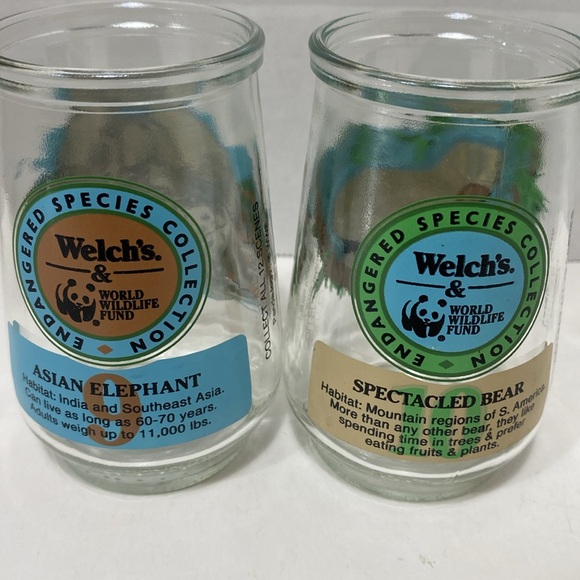 ENDANGERED SPECIES COLLECTION
Welch's.
&
WORLD
WILDLIFE
FUND
ASIAN ELEPHANT
Habitat: India and Southeast Asia.
Can live as long as 60-70 years.
Adults weigh up to 11,000 lbs.
COLLECT ALL 12 SCENES
ENDANGERED SPECIES COLLECTION
Welch's.
&
WORLD
WILDLIFE
FUND
SPECTACLED BEAR
10
Habitat: Mountain regions of S. America.
More than any other bear, they like
spending time in trees & prefer
eating fruits & plants.